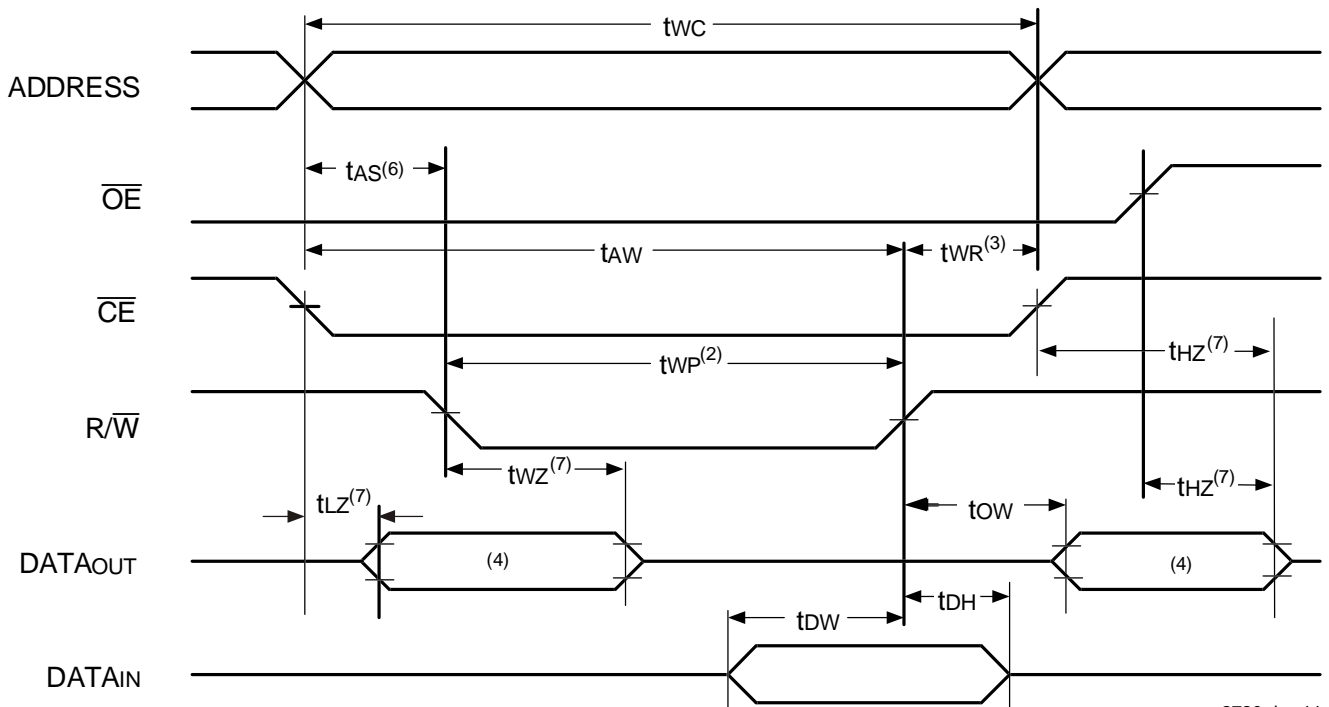 tWC
ADDRESS
tAS(6)
OE
tAW
tWR(3)
CE
tWP(2)
tHZ(7)
R/W
tWZ(7)
tHZ(7)
tLZ(7)
tOW
DATAOUT
(4)
(4)
tDH
tDW
DATAIN